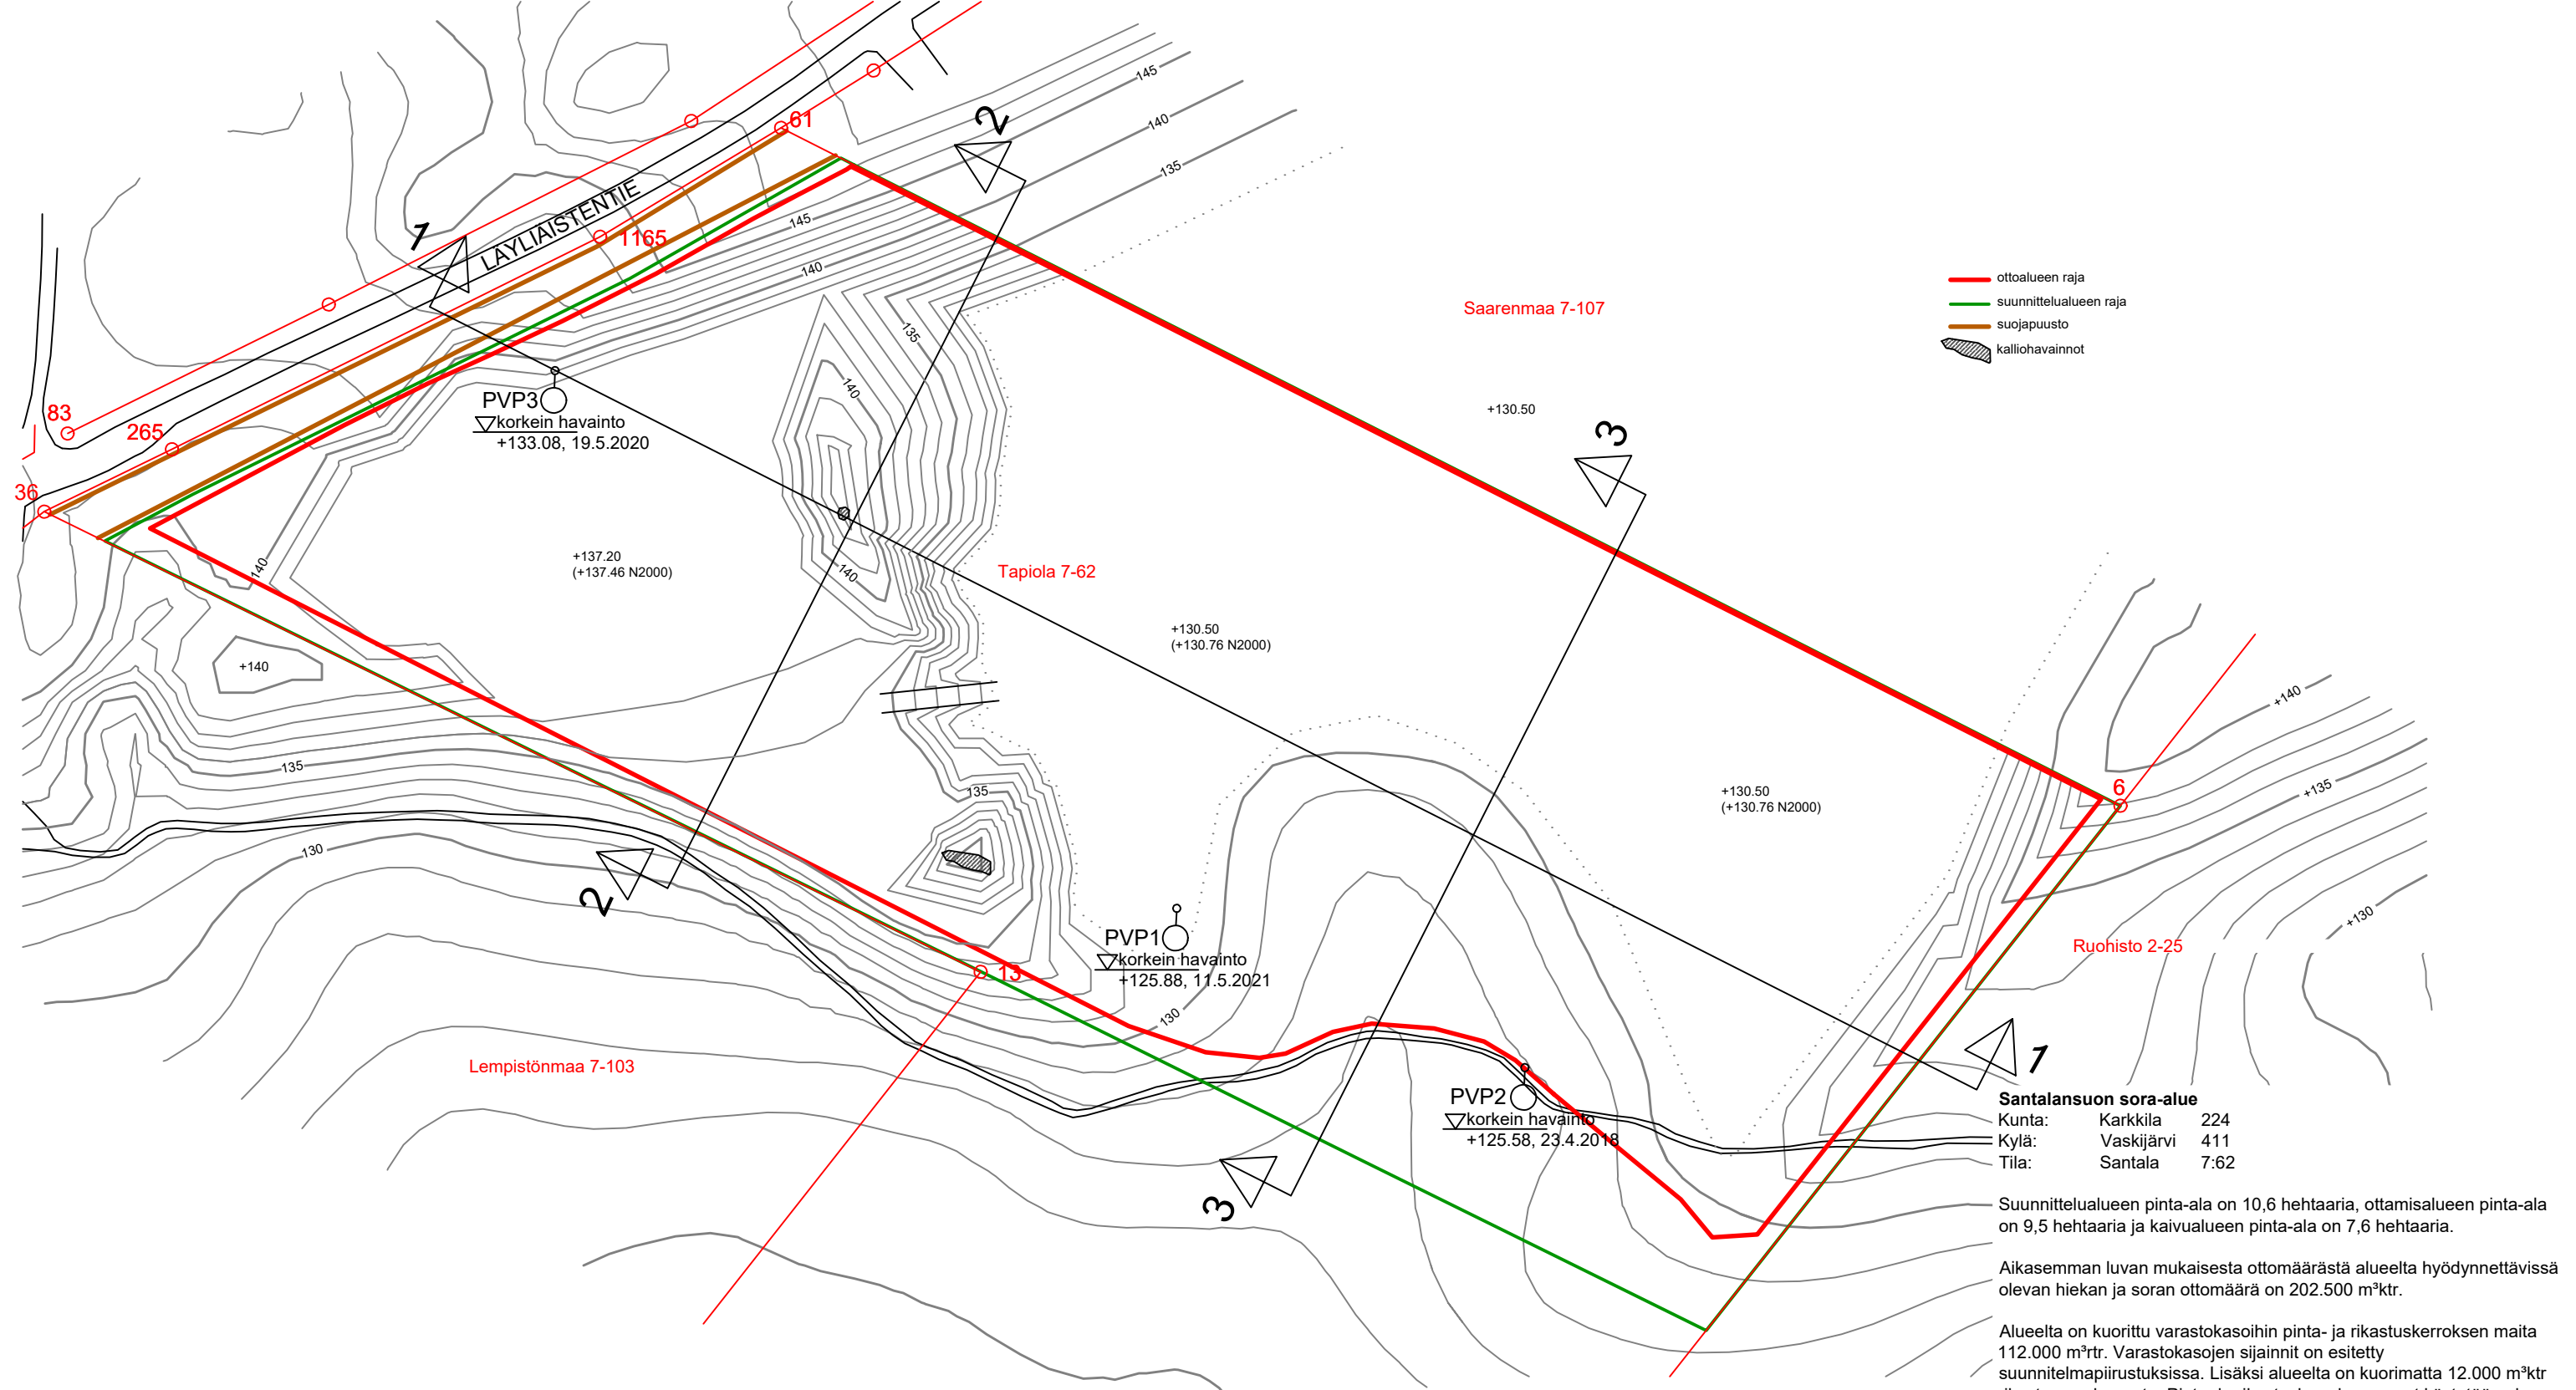 61
2
145
140
135
LÄYLIÄISTENTIE
1
1165
145
140
135
140
ottoalueen raja
suunnittelualueen raja
suojapuusto
kalliohavainnot
Saarenmaa 7-107
+130.50
3
83
265
36
PVP3
korkein havainto
+133.08, 19.5.2020
140
+137.20
(+137.46 N2000)
140
Tapiola 7-62
+130.50
(+130.76 N2000)
+140
+140
135
135
+130.50
(+130.76 N2000)
6
+135
130
2
+130
PVP1
korkein havainto
+125.88, 11.5.2021
13
130
Ruohisto 2-25
Lempistönmaa 7-103
1
PVP2
korkein havainto
+125.58, 23.4.2018
3
Santalansuon sora-alue
Kunta: Karkkila 224
Kylä: Vaskijärvi 411
Tila: Santala 7:62
Suunnittelualueen pinta-ala on 10,6 hehtaaria, ottamisalueen pinta-ala
on 9,5 hehtaaria ja kaivualueen pinta-ala on 7,6 hehtaaria.
Aikasemman luvan mukaisesta ottomäärästä alueelta hyödynnettävissä
olevan hiekan ja soran ottomäärä on 202.500 m³ktr.
Alueelta on kuorittu varastokasoihin pinta- ja rikastuskerroksen maita
112.000 m³rtr. Varastokasojen sijainnit on esitetty
suunnitelmapiirustuksissa. Lisäksi alueelta on kuorimatta 12.000 m³ktr